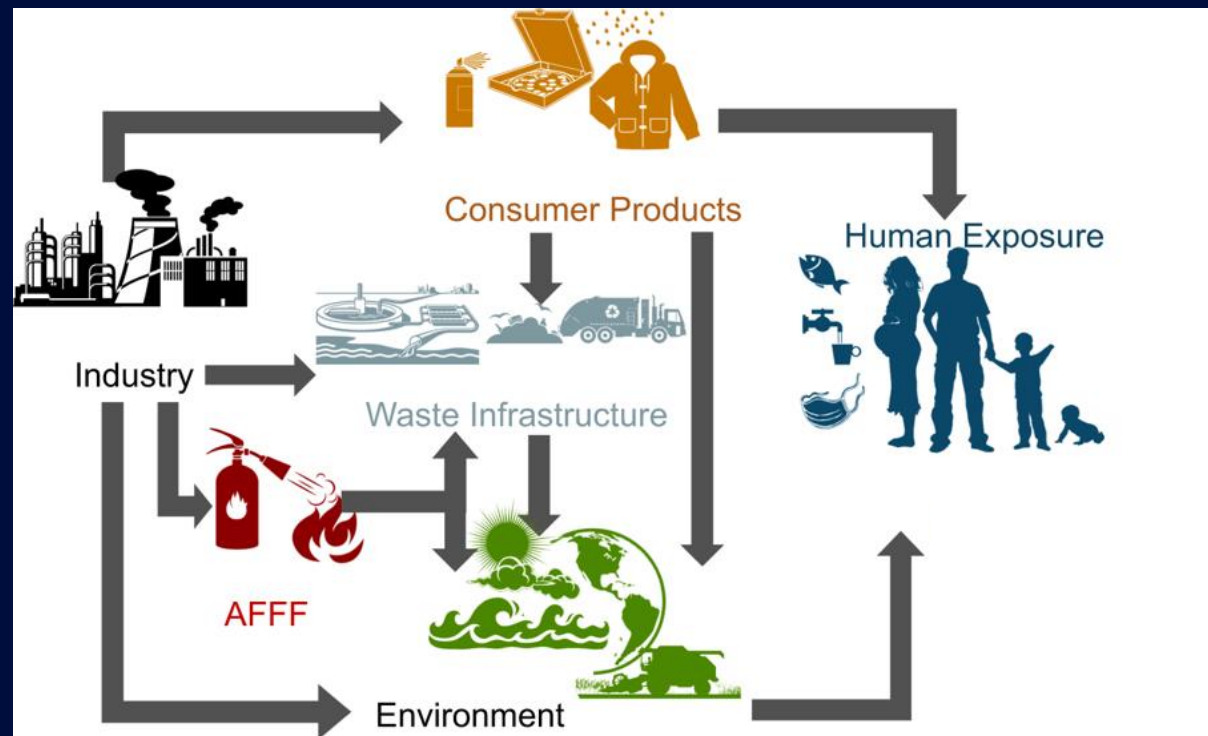 Consumer Products
Human Exposure
Industry
Waste Infrastructure
AFFF
Environment